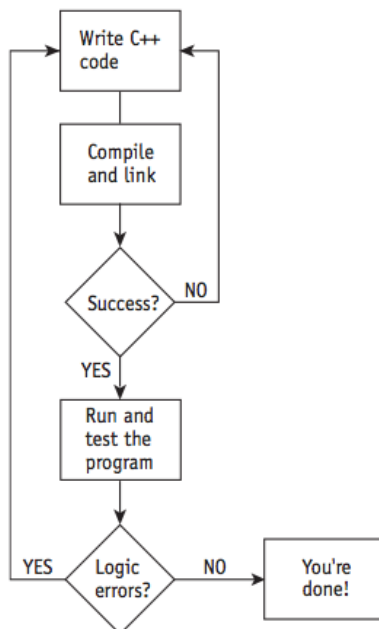 Write C++
code
Compile
and link
Success?
NO
YES
Run and
test the
program
YES
Logic
errors?
NO
You're
done!